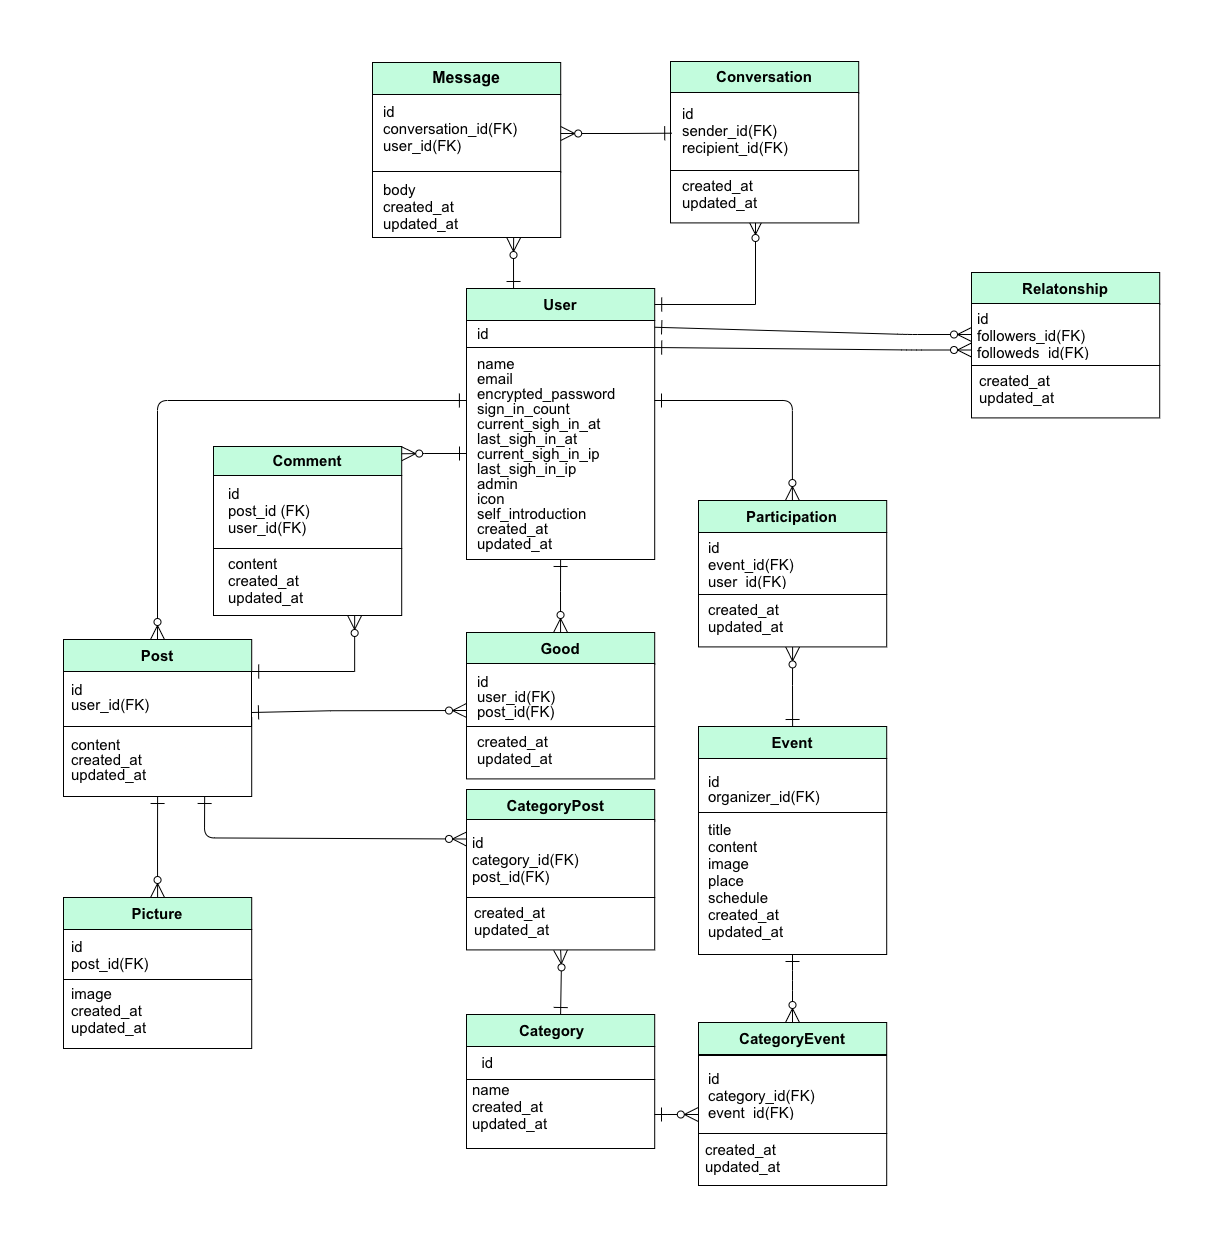 Message
id
conversation_id(FK)
user_id(FK)
body
created_at
updated_at
Conversation
id
sender_id(FK)
recipient_id(FK)
created_at
updated_at
User
id
name
email
encrypted_password
sign_in_count
current_sigh_in_at
last_sigh_in_at
current_sigh_in_ip
last_sigh_in_ip
admin
icon
self_introduction
created_at
updated_at
Relatonship
id
followers_id(FK)
followeds_id(FK)
created_at
updated_at
Comment
id
post_id (FK)
user_id(FK)
content
created_at
updated_at
Participation
id
event_id(FK)
user_id(FK)
created_at
updated_at
Post
id
user_id(FK)
content
created_at
updated_at
Good
id
user_id(FK)
post_id(FK)
created_at
updated_at
Event
id
organizer_id(FK)
title
content
image
place
schedule
created_at
updated_at
CategoryPost
id
category_id(FK)
post_id(FK)
created_at
updated_at
Picture
id
post_id(FK)
image
created_at
updated_at
Category
id
name
created_at
updated_at
CategoryEvent
id
category_id(FK)
event_id(FK)
created_at
updated_at